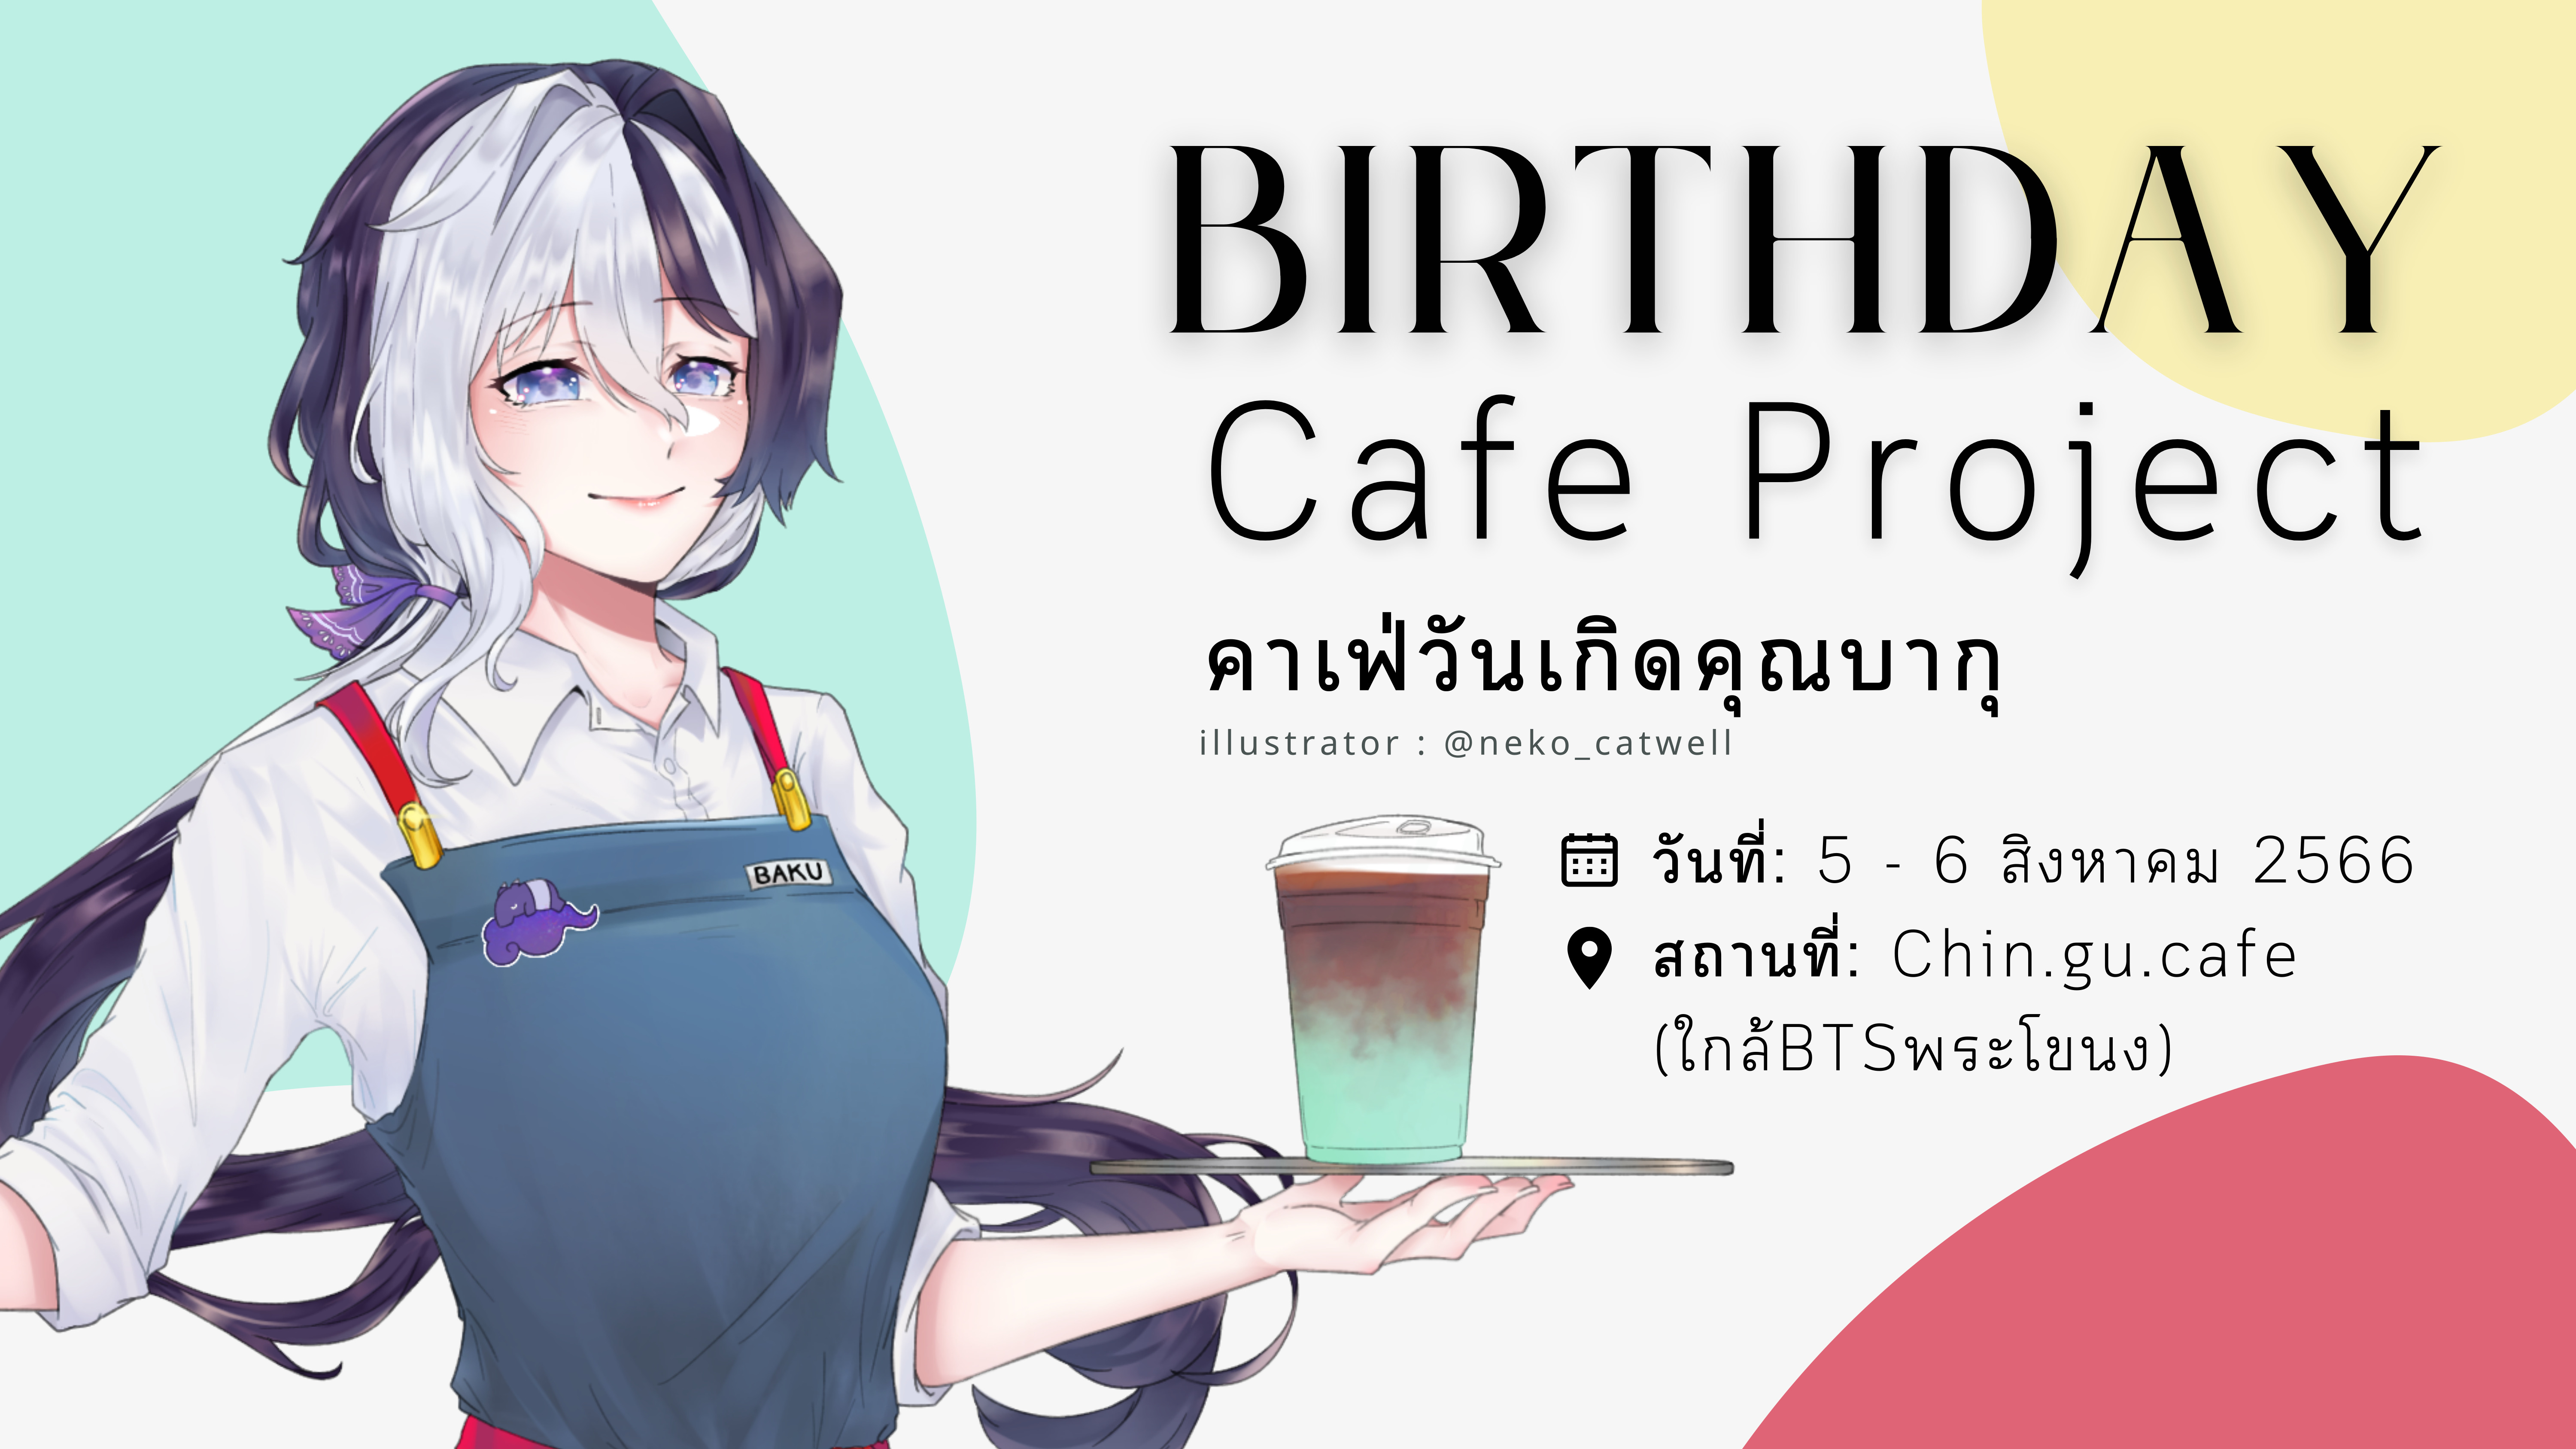 BIRTHDAY
Cafe Project
คาเฟ่วันเกิดคุณบากุ
illustrator : @neko_catwell
BAKU
วันที่: 5 - 6 สิงหาคม 2566
สถานที่: Chin.gu.cafe
(ใกล้BTSพระโขนง)